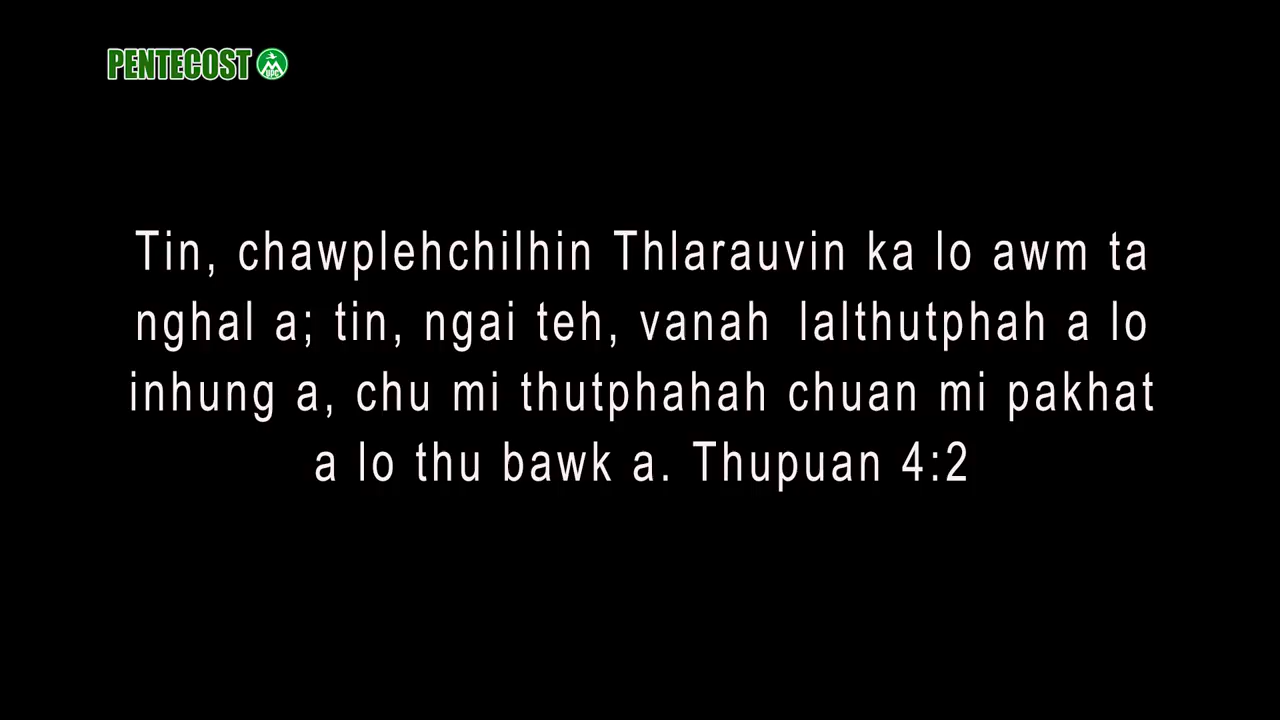 PENTECOST UPC
Tin, chawplehchilhin Thlarauvin ka lo awm ta
nghal a; tin, ngai teh, vanah lalthutphah a lo
inhung a, chu mi thutphahah chuan mi pakhat
a lo thu bawk a. Thupuan 4:2